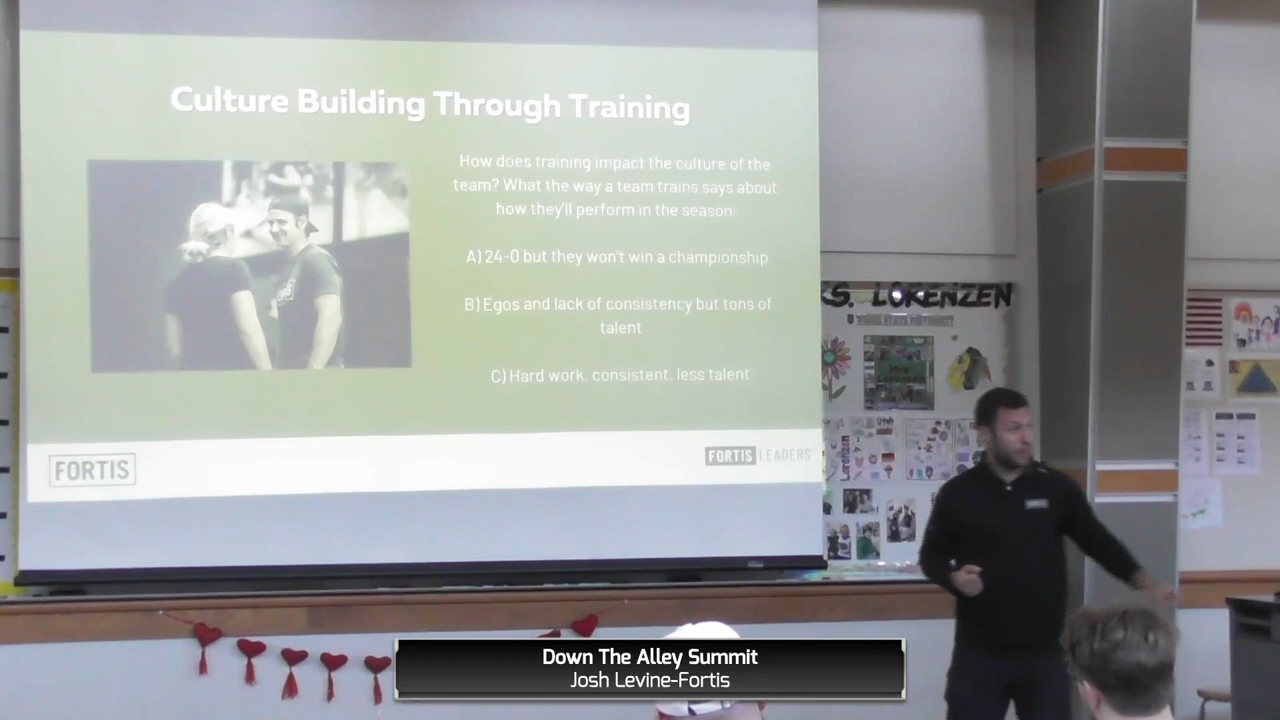 Culture Building Through Training
How does training impact the culture of the
team? What the way a team trains says about
how they'll perform in the season:
A) 24-0 but they won't win a championship
B) Egos and lack of consistency but tons of
talent
C) Hard work, consistent, less talent
FORTIS
FORTIS LEADERS
S. LORENZEN
Lorenzen
Down The Alley Summit
Josh Levine-Fortis